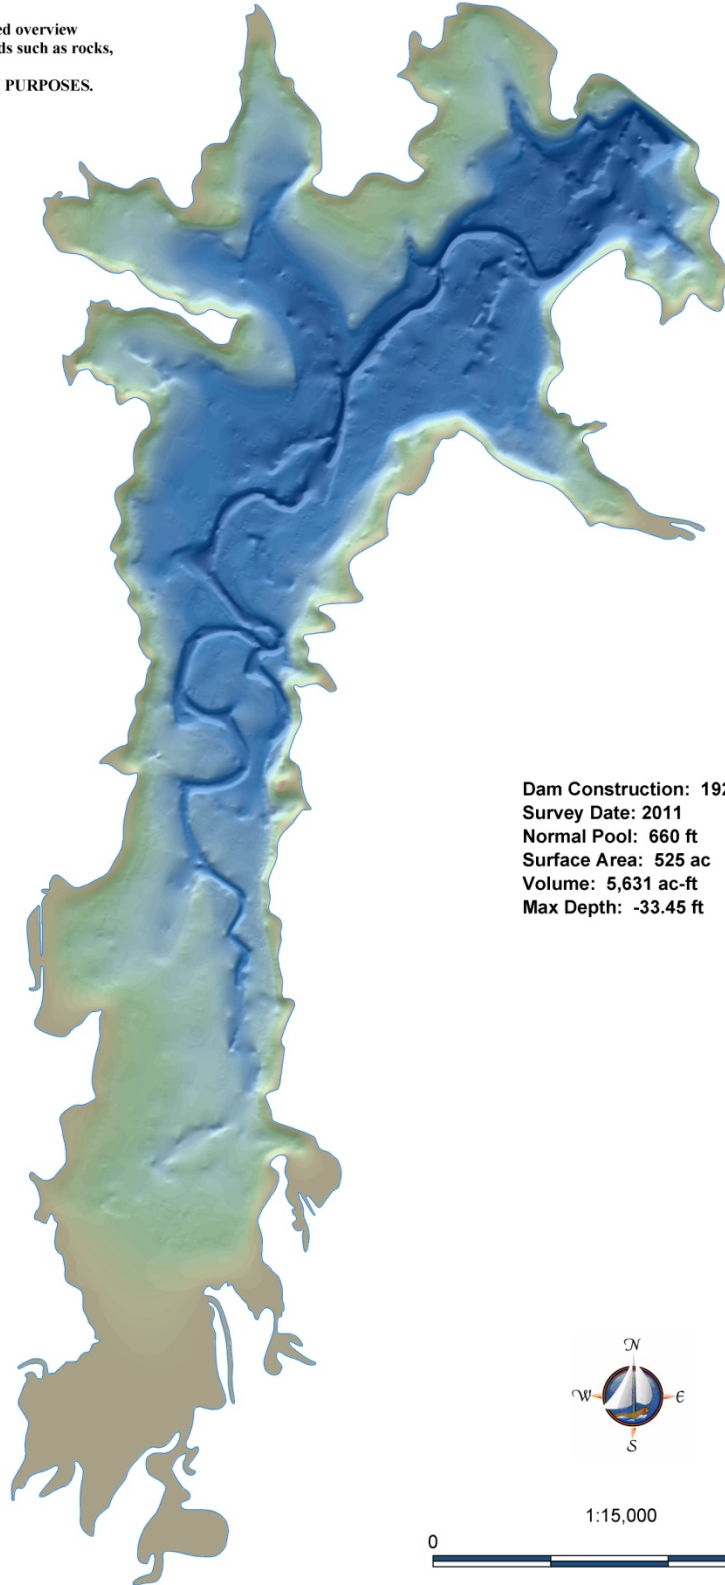 ed overview
ds such as rocks,
PURPOSES.
Dam Construction: 192
Survey Date: 2011
Normal Pool: 660 ft
Surface Area: 525 ac
Volume: 5,631 ac-ft
Max Depth: -33.45 ft
N
W E
S
1:15,000
0